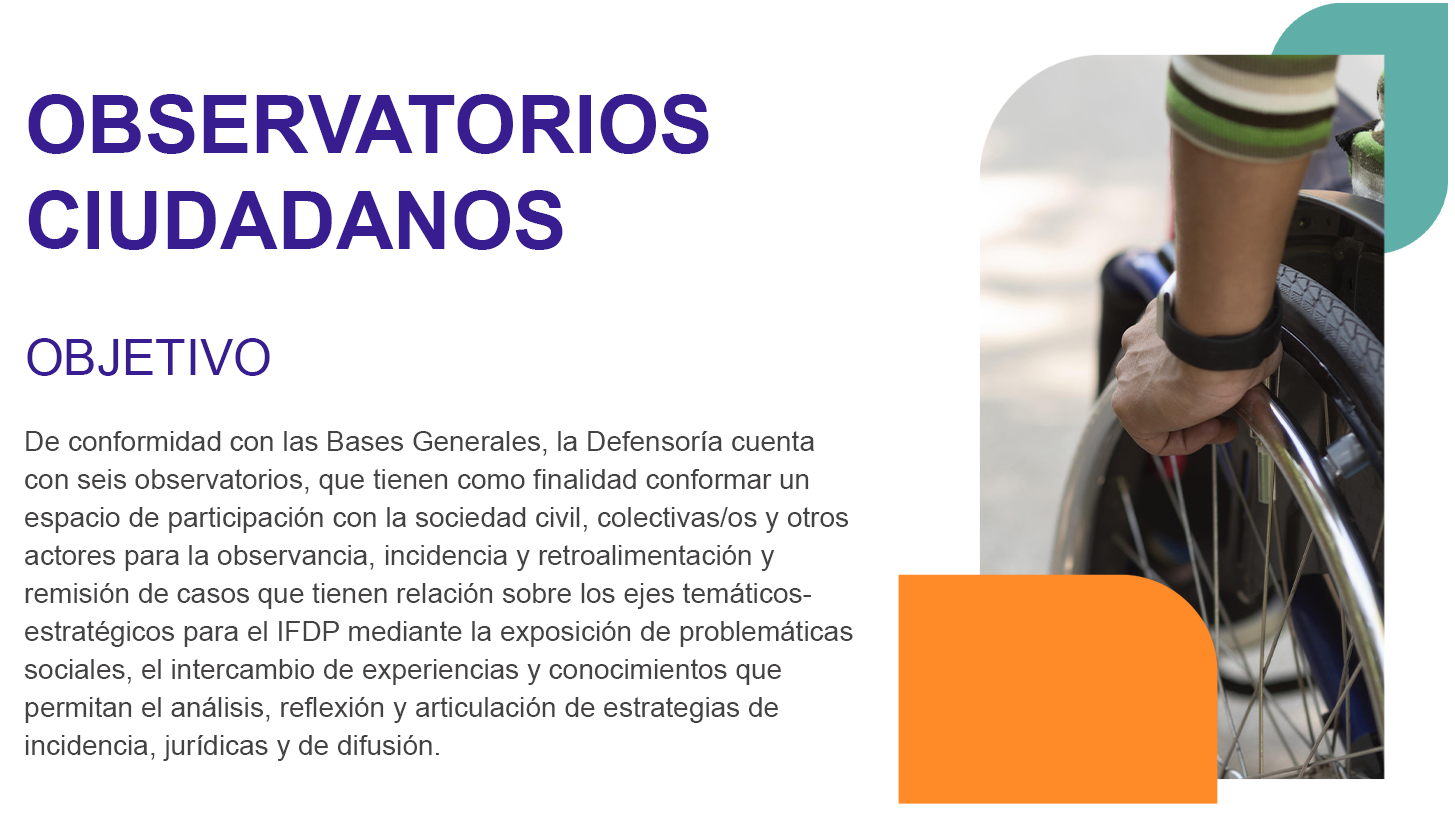 OBSERVATORIOS
CIUDADANOS
OBJETIVO
De conformidad con las Bases Generales, la Defensoría cuenta
con seis observatorios, que tienen como finalidad conformar un
espacio de participación con la sociedad civil, colectivas/os y otros
actores para la observancia, incidencia y retroalimentación y
remisión de casos que tienen relación sobre los ejes temáticos-
estratégicos para el IFDP mediante la exposición de problemáticas
sociales, el intercambio de experiencias y conocimientos que
permitan el análisis, reflexión y articulación de estrategias de
incidencia, jurídicas y de difusión.